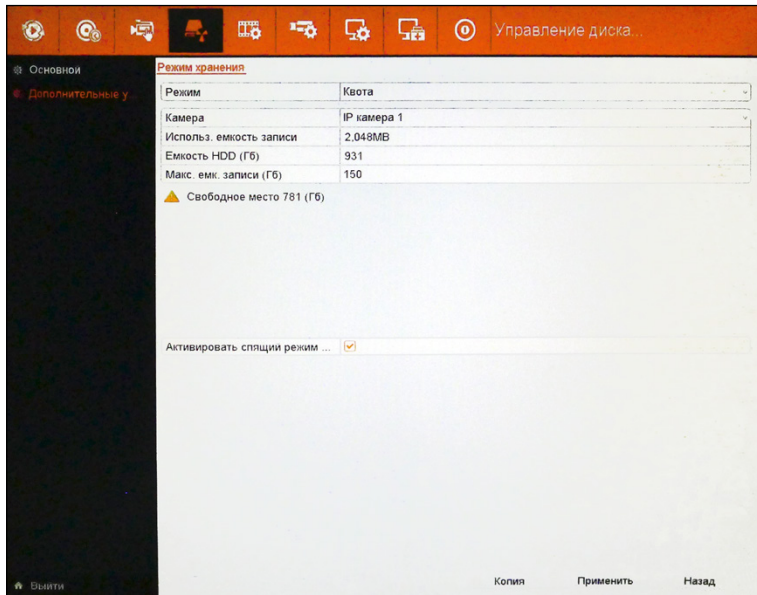 Управление диска...
Основной
Дополнительные у...
Режим хранения
Режим Квота
Камера IP камера 1
Использ. емкость записи 2,048MB
Емкость HDD (Гб) 931
Макс. емк. записи (Гб) 150
Свободное место 781 (Гб)
Активировать спящий режим ...
Выйти
Копия Применить Назад